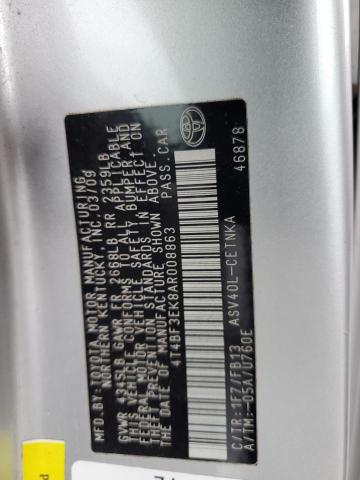 MFD. BY:
TOYOTA MOTOR MANUFACTURING,
NORTHERN KENTUCKY, INC. 03/09
GVWR 4345LB GAWR FR 2668LB RR 2359LB
THIS VEHICLE CONFORMS TO ALL APPLICABLE
FEDERAL MOTOR VEHICLE SAFETY, BUMPER, AND
THEFT PREVENTION STANDARDS IN EFFECT ON
THE DATE OF MANUFACTURE SHOWN ABOVE.
4T4BF3EK8AR008863 PASS.CAR
C/TR:1F7/FB13 ASV40L-CETNKA
A/TM:-05A/U760E 46878